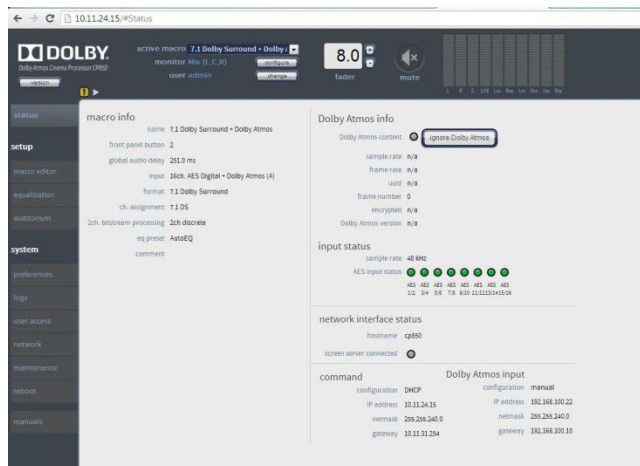 10.11.24.15/#Status
DOLBY.
Dolby Atmos Cinema Processor CP850
version
active macro 7.1 Dolby Surround + Dolby A
monitor Mix (L,C,R) configure
user admin change
8.0
fader
mute
status
setup
macro editor
equalization
auditorium
system
preferences
logs
user access
network
maintenance
reboot
manuals
macro info
name 7.1 Dolby Surround + Dolby Atmos
front panel button 2
global audio delay 251.0 ms
input 16ch. AES Digital + Dolby Atmos (A)
format 7.1 Dolby Surround
ch. assignment 7.1 DS
2ch. bitstream processing 2ch discrete
eq preset AutoEQ
comment
Dolby Atmos info
Dolby Atmos content ignore Dolby Atmos
sample rate n/a
frame rate n/a
uuid n/a
frame number 0
encrypted n/a
Dolby Atmos version n/a
input status
sample rate 48 kHz
AES input status
AES AES AES AES AES AES AES AES
1/2 3/4 5/6 7/8 9/10 11/12 13/14 15/16
network interface status
hostname cp850
screen server connected
command
configuration DHCP
IP address 10.11.24.15
netmask 255.255.240.0
gateway 10.11.31.254
Dolby Atmos input
configuration manual
IP address 192.168.100.22
netmask 255.255.240.0
gateway 192.168.100.10